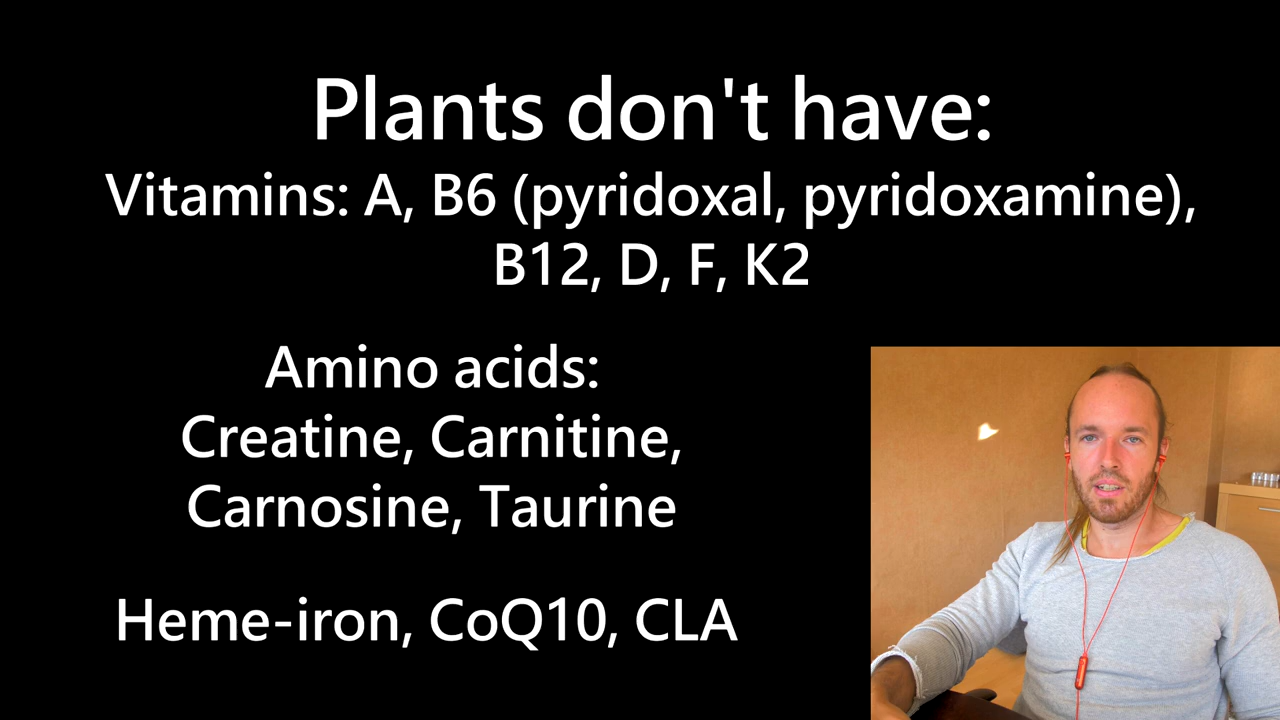 Plants don't have:
Vitamins: A, B6 (pyridoxal, pyridoxamine),
B12, D, F, K2
Amino acids:
Creatine, Carnitine,
Carnosine, Taurine
Heme-iron, CoQ10, CLA